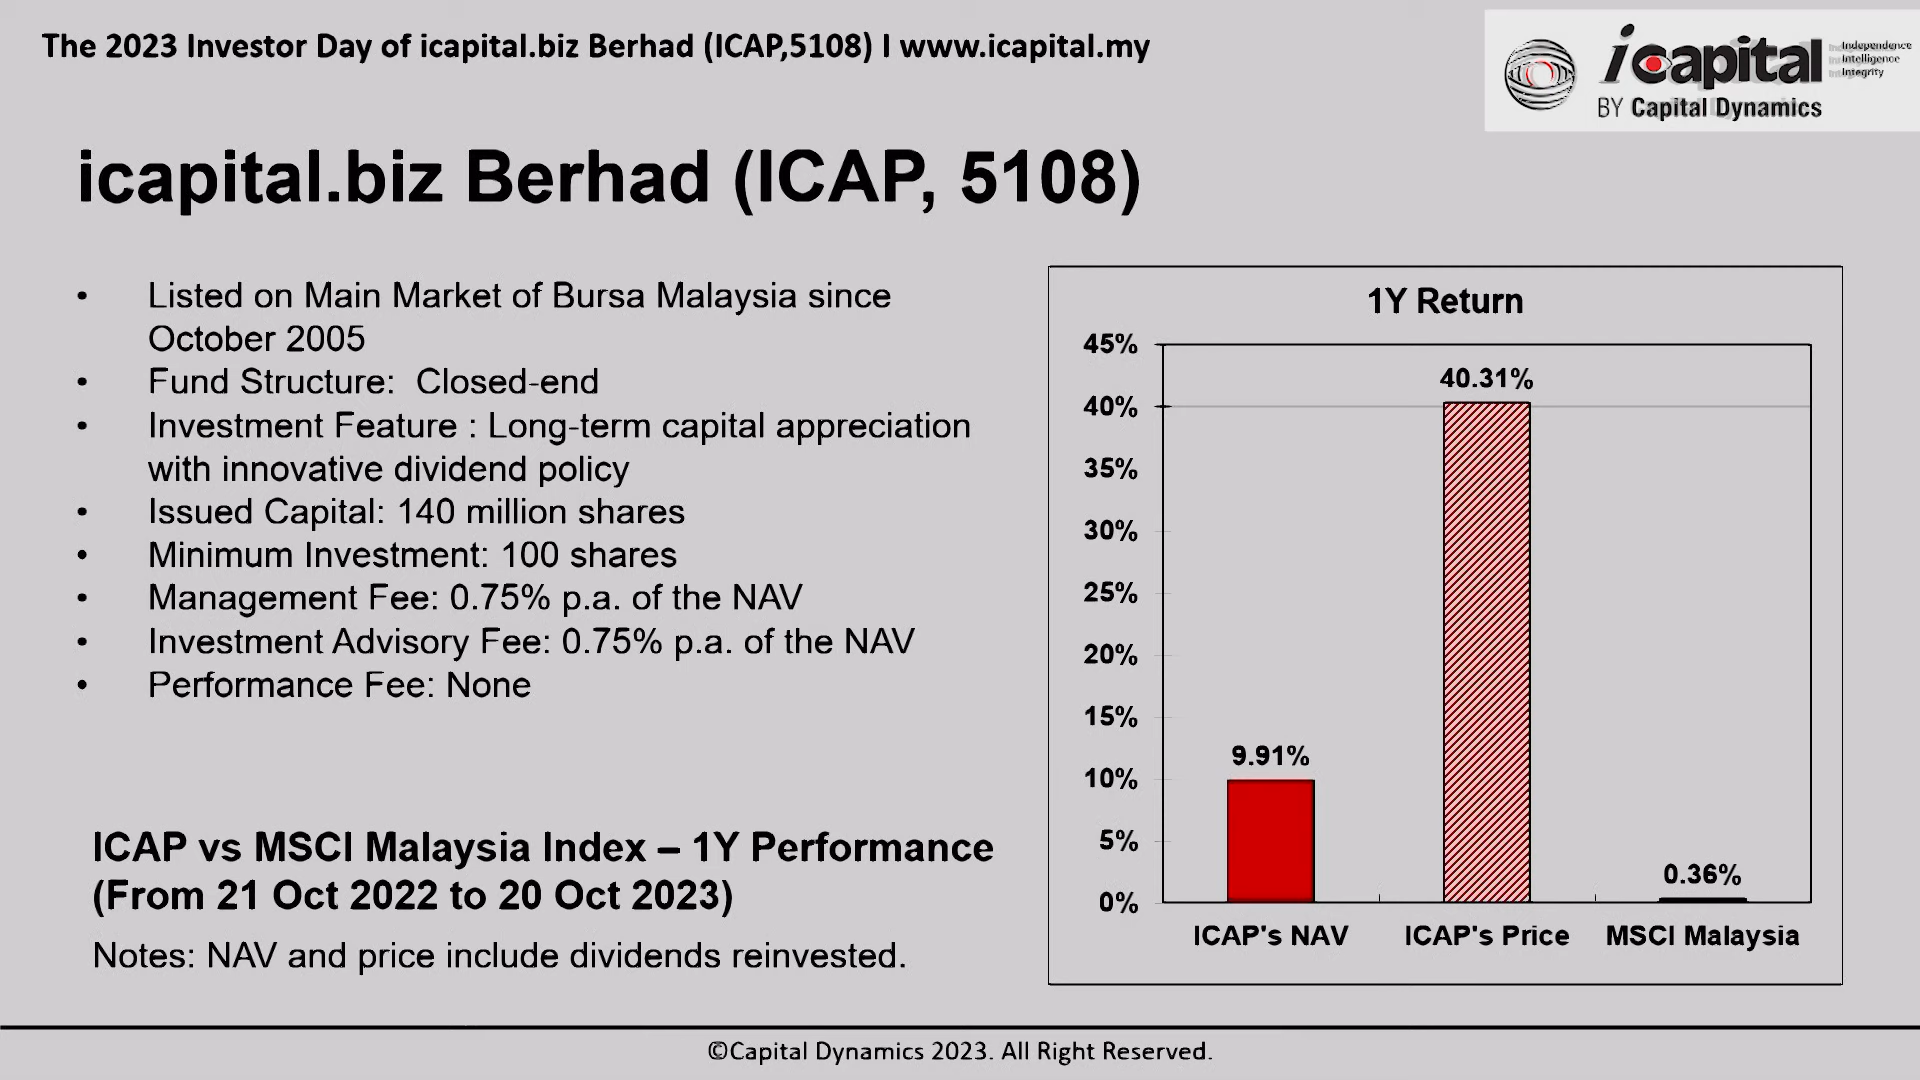 The 2023 Investor Day of icapital.biz Berhad (ICAP,5108) I www.icapital.my
icapital
Independence
Intelligence
Integrity
BY Capital Dynamics
icapital.biz Berhad (ICAP, 5108)
• Listed on Main Market of Bursa Malaysia since
October 2005
• Fund Structure: Closed-end
• Investment Feature : Long-term capital appreciation
with innovative dividend policy
• Issued Capital: 140 million shares
• Minimum Investment: 100 shares
• Management Fee: 0.75% p.a. of the NAV
• Investment Advisory Fee: 0.75% p.a. of the NAV
• Performance Fee: None
ICAP vs MSCI Malaysia Index – 1Y Performance
(From 21 Oct 2022 to 20 Oct 2023)
Notes: NAV and price include dividends reinvested.
1Y Return
45%
40%
35%
30%
25%
20%
15%
10%
5%
0%
9.91%
40.31%
0.36%
ICAP's NAV
ICAP's Price
MSCI Malaysia
©Capital Dynamics 2023. All Right Reserved.